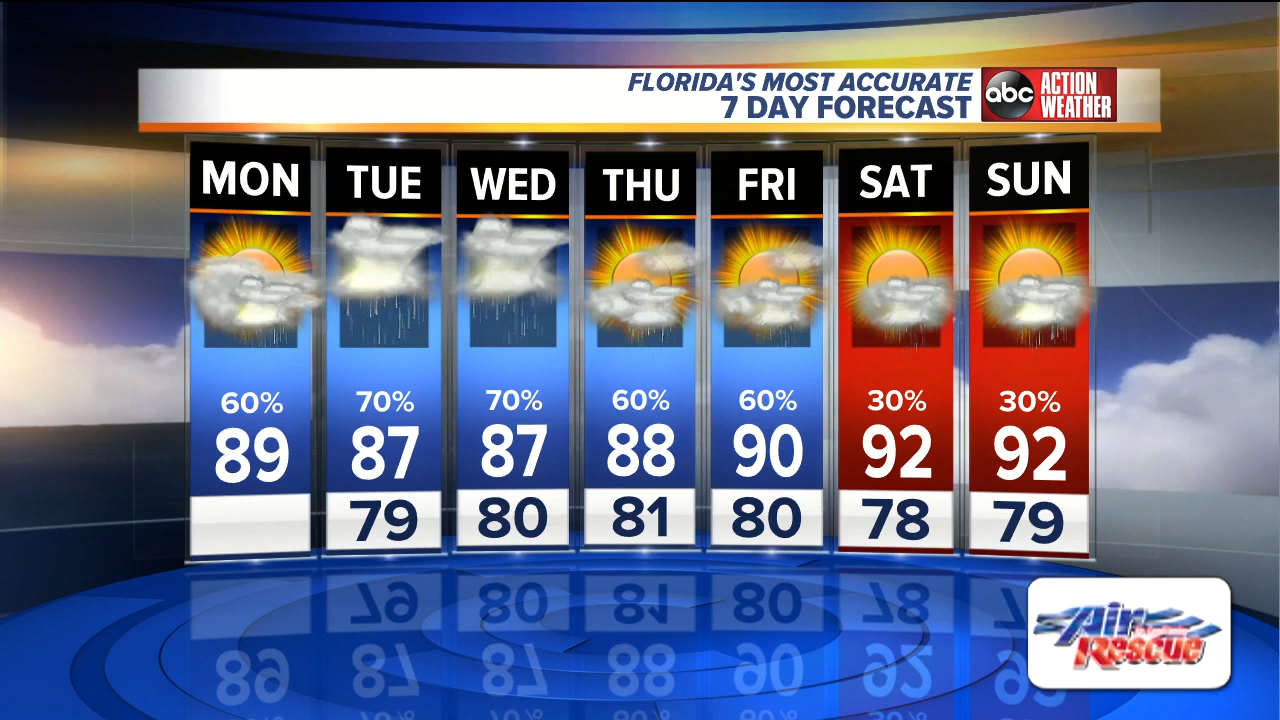 FLORIDA'S MOST ACCURATE
7 DAY FORECAST
abc ACTION WEATHER
MON TUE WED THU FRI SAT SUN
60% 70% 70% 60% 60% 30% 30%
89 87 87 88 90 92 92
79 80 81 80 78 79
Air
Rescue